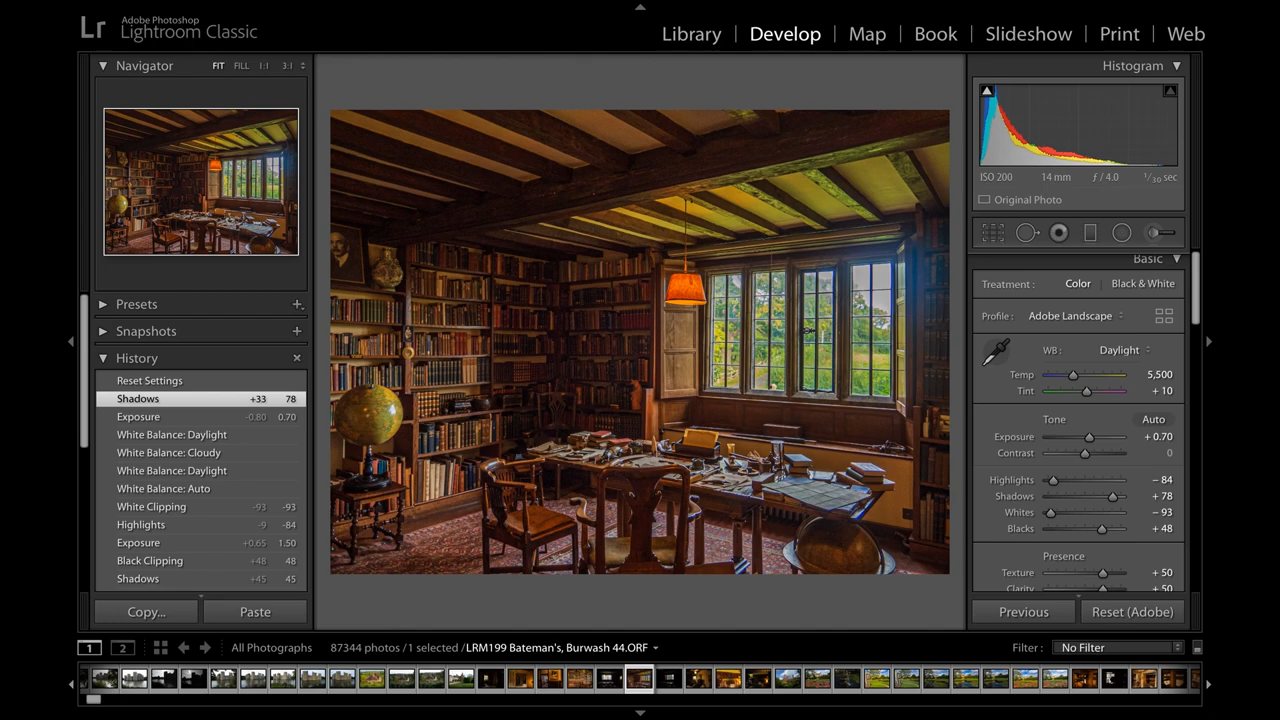 Lr Adobe Photoshop
Lightroom Classic
Library | Develop | Map | Book | Slideshow | Print | Web
Navigator FIT FILL 1:1 3:1
Presets
Snapshots
History
Reset Settings
Shadows +33 78
Exposure -0.80 0.70
White Balance: Daylight
White Balance: Cloudy
White Balance: Daylight
White Balance: Auto
White Clipping -93 -93
Highlights -9 -84
Exposure +0.65 1.50
Black Clipping +48 48
Shadows +45 45
Copy... Paste
Histogram
ISO 200 14 mm ƒ / 4.0 1/30 sec
Original Photo
Basic
Treatment : Color Black & White
Profile : Adobe Landscape
WB : Daylight
Temp 5,500
Tint + 10
Tone Auto
Exposure + 0.70
Contrast 0
Highlights – 84
Shadows + 78
Whites – 93
Blacks + 48
Presence
Texture + 50
Clarity + 50
Previous Reset (Adobe)
1 2 All Photographs 87344 photos / 1 selected / LRM199 Bateman's, Burwash 44.ORF Filter : No Filter